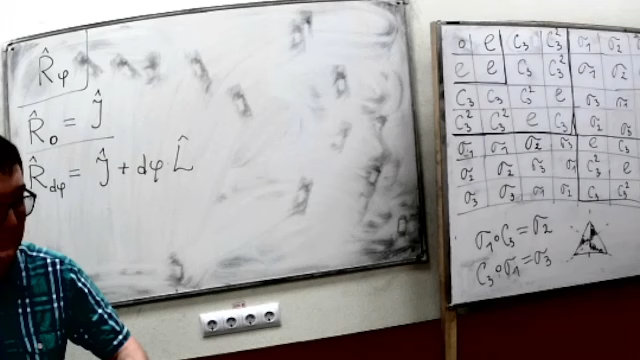 R̂φ
R̂₀ = Ĵ
R̂dφ = Ĵ + dφ L̂
o e C₃ C₃² σ₁ σ₂
e e C₃ C₃² σ₁ σ₂
C₃ C₃ C₃² e σ₃ σ₁
C₃² C₃² e C₃ σ₂ σ₃
σ₁ σ₁ σ₂ σ₃ e C₃
σ₂ σ₂ σ₃ σ₁ C₃² e
σ₃ σ₃ σ₁ σ₂ C₃ C₃²
σ₁∘C₃=σ₂
C₃∘σ₁=σ₃